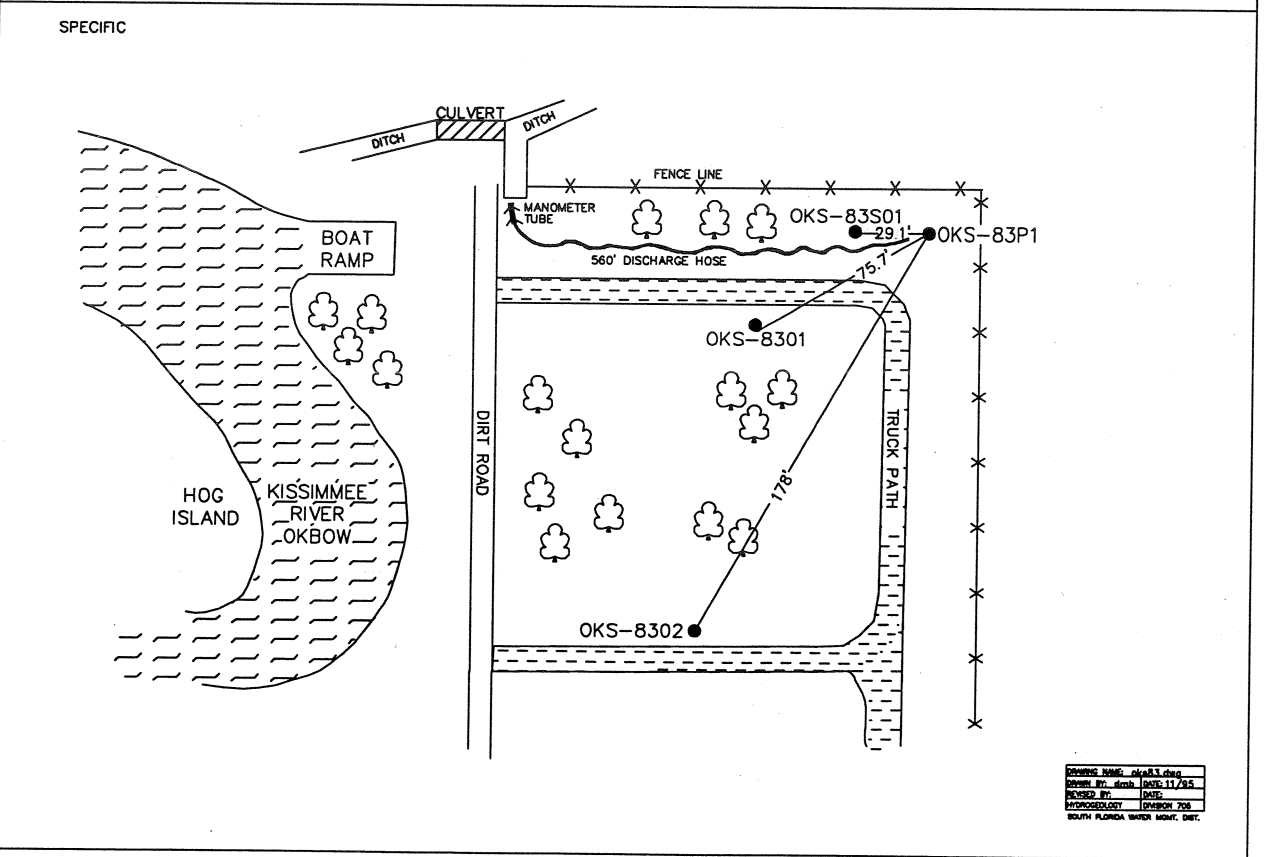 SPECIFIC
CULVERT
DITCH
DITCH
FENCE LINE
MANOMETER
TUBE
OKS-83S01
29.1'
OKS-83P1
BOAT
RAMP
560' DISCHARGE HOSE
75.7'
OKS-8301
DIRT ROAD
TRUCK PATH
178'
HOG
ISLAND
KISSIMMEE
RIVER
OKBOW
OKS-8302
DRAWING NAME: oks83.dwg
DRAWN BY: dmb DATE: 11/95
REVISED BY: DATE:
HYDROGEOLOGY DIVISION 706
SOUTH FLORIDA WATER MGMT. DIST.